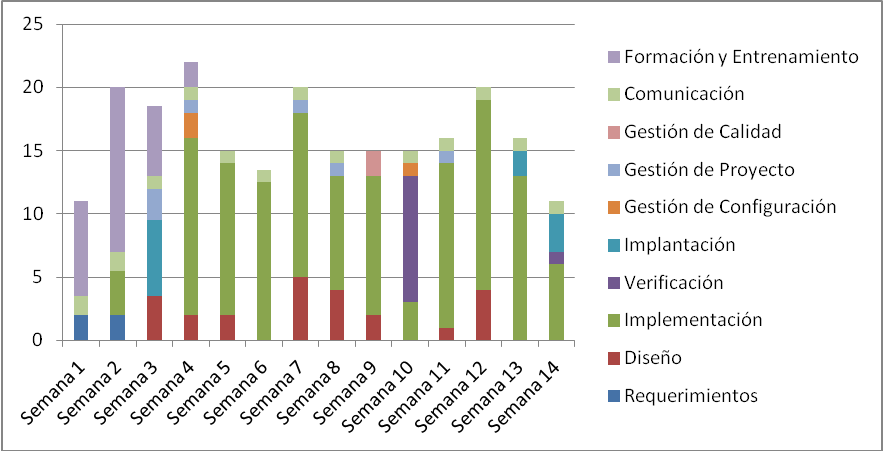 25
20
15
10
5
0
Semana 1
Semana 2
Semana 3
Semana 4
Semana 5
Semana 6
Semana 7
Semana 8
Semana 9
Semana 10
Semana 11
Semana 12
Semana 13
Semana 14
Formación y Entrenamiento
Comunicación
Gestión de Calidad
Gestión de Proyecto
Gestión de Configuración
Implantación
Verificación
Implementación
Diseño
Requerimientos